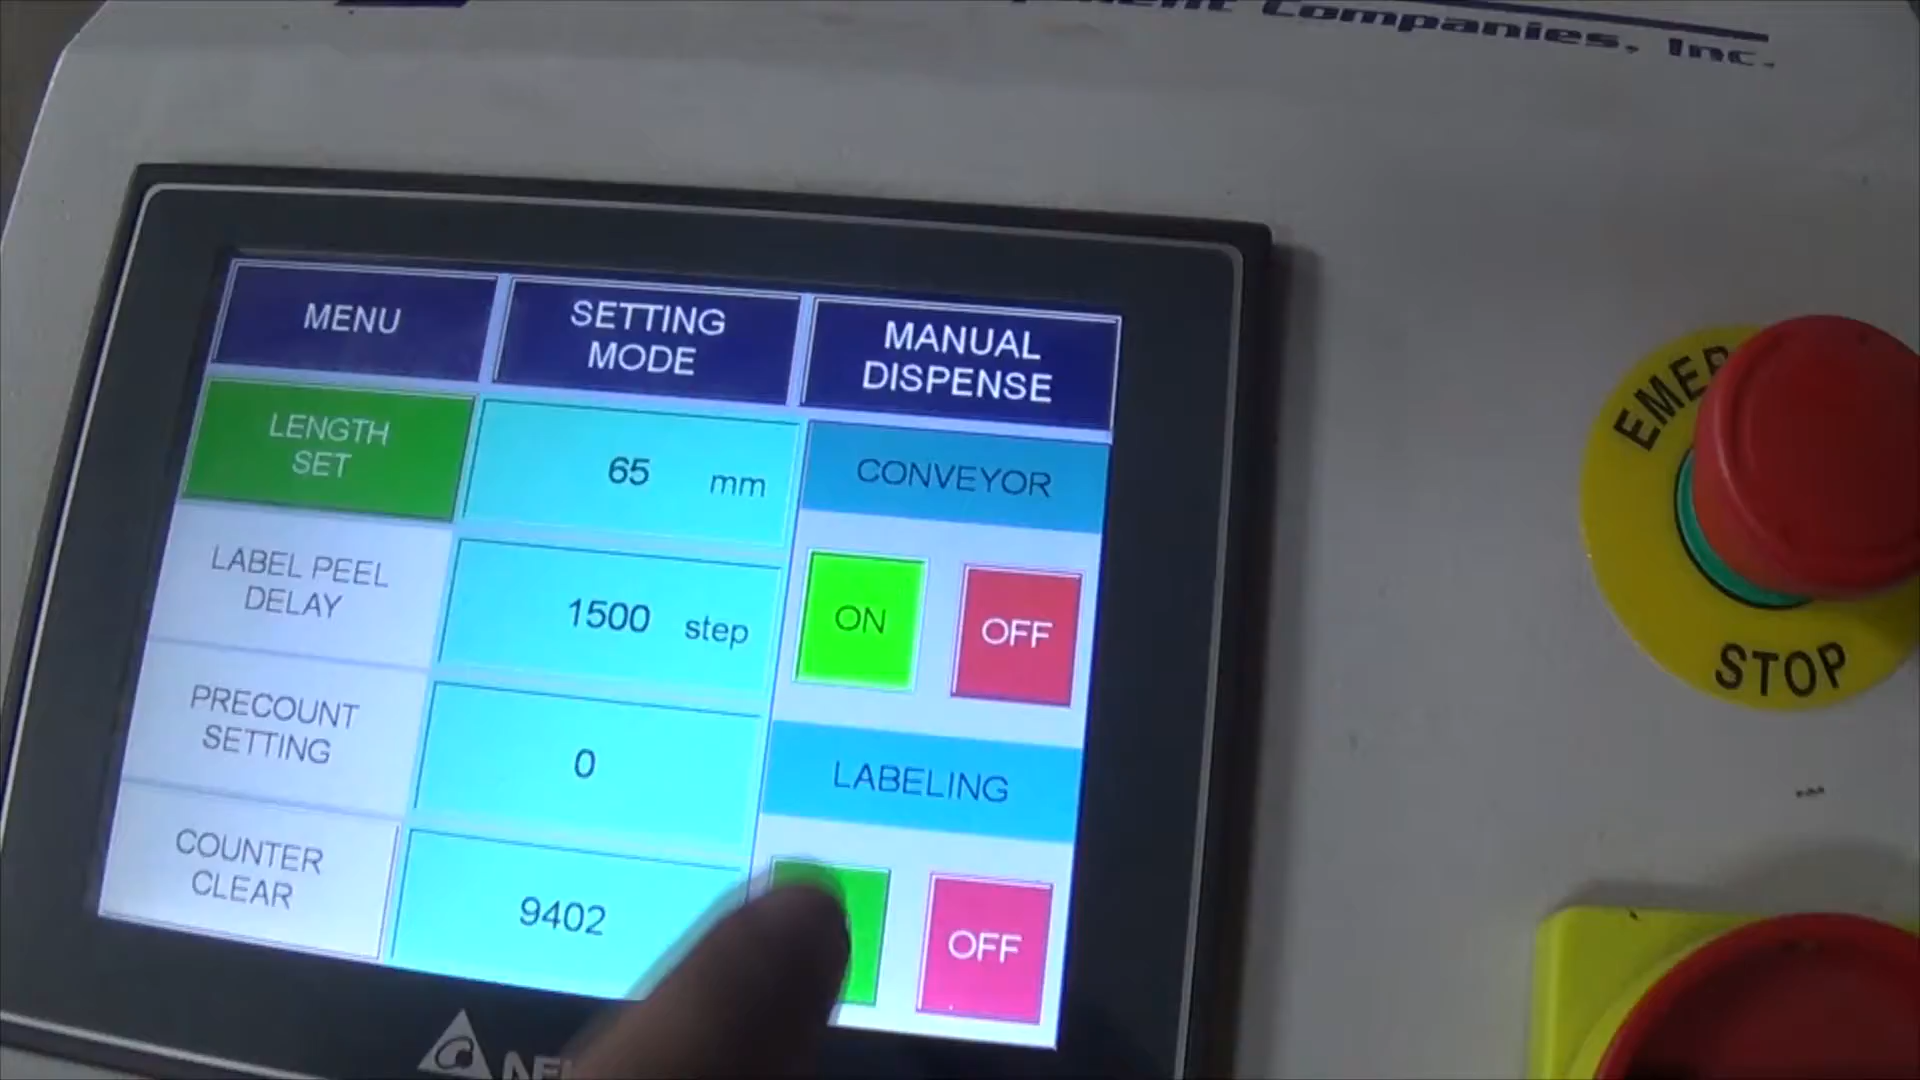 Companies, Inc.
MENU
SETTING
MODE
MANUAL
DISPENSE
LENGTH
SET
65 mm
CONVEYOR
LABEL PEEL
DELAY
1500 step
ON
OFF
PRECOUNT
SETTING
0
LABELING
COUNTER
CLEAR
9402
OFF
STOP